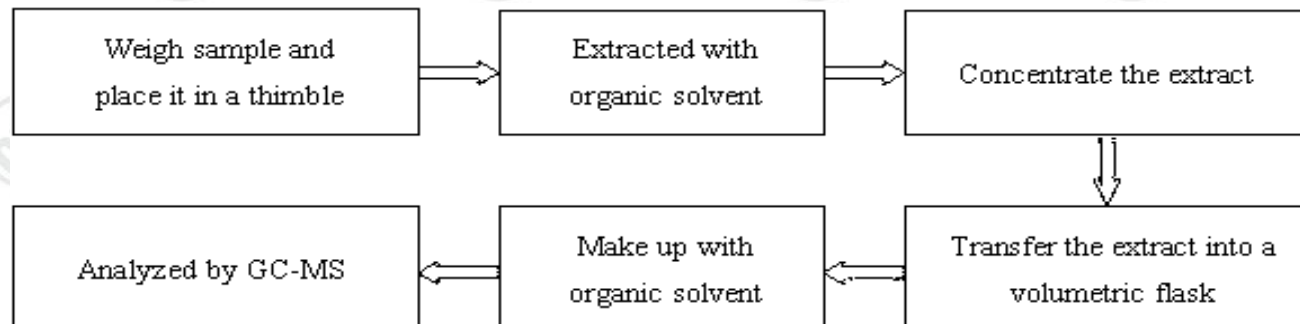 Weigh sample and
place it in a thimble
Extracted with
organic solvent
Concentrate the extract
Transfer the extract into a
volumetric flask
Make up with
organic solvent
Analyzed by GC-MS